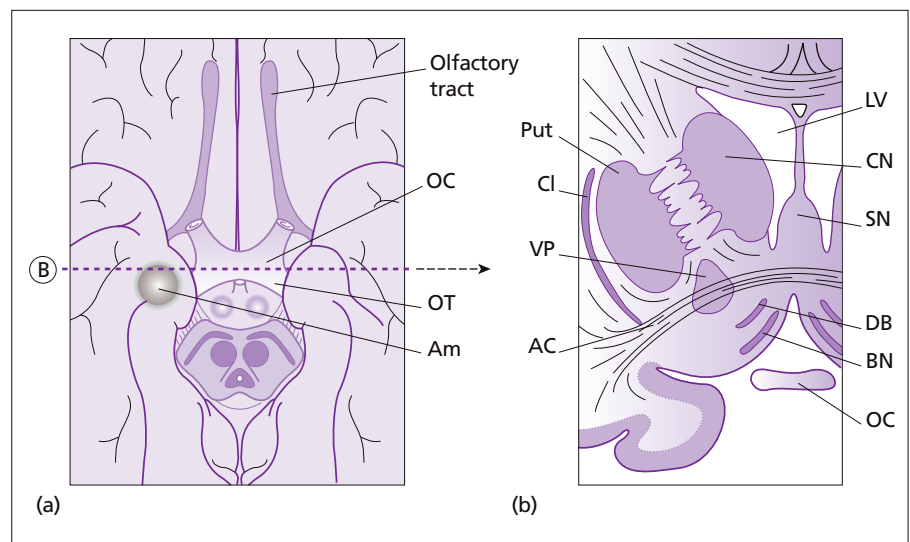 Olfactory
tract
OC
B
OT
Am
(a)
Put
Cl
VP
AC
LV
CN
SN
DB
BN
OC
(b)